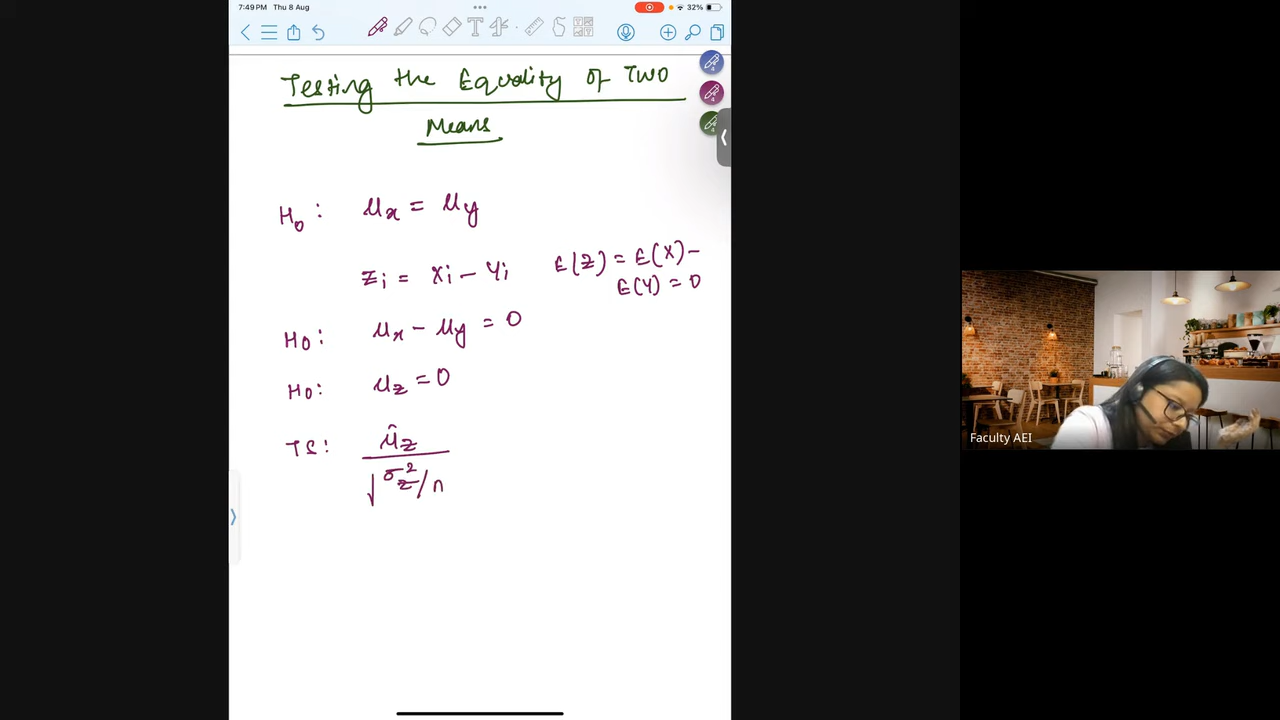 7:49 PM Thu 8 Aug
32%
Testing the Equality of Two
Means
H₀ : μx = μy
Zi = Xi - Yi
E(Z) = E(X) -
E(Y) = 0
H₀ : μx - μy = 0
H₀ : μz = 0
TS : μ̂z
√σ²z/n
Faculty AEI